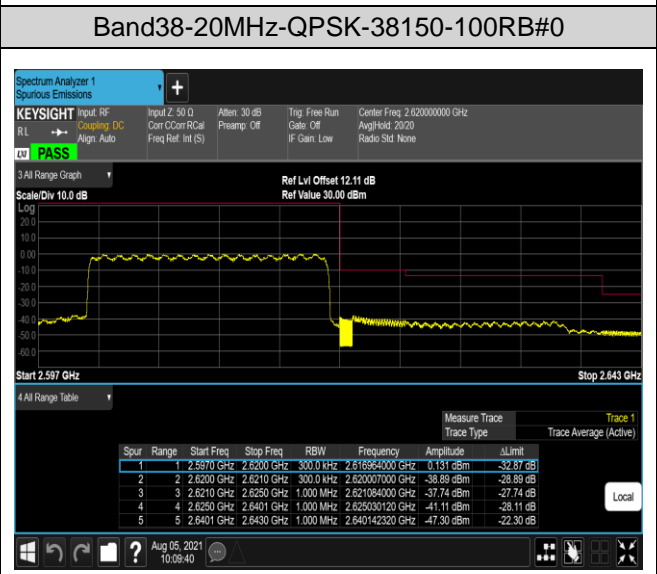 Band38-20MHz-QPSK-38150-100RB#0
Spectrum Analyzer 1
Spurious Emissions
+
KEYSIGHT Input: RF Input Z: 50 Ω Atten: 30 dB Trig: Free Run Center Freq: 2.620000000 GHz
RL Coupling: DC Corr CCorr RCal Preamp: Off Gate: Off Avg|Hold: 20/20
Align: Auto Freq Ref: Int (S) IF Gain: Low Radio Std: None
LXI PASS
3 All Range Graph Ref Lvl Offset 12.11 dB
Scale/Div 10.0 dB Ref Value 30.00 dBm
Log
20.0
10.0
0.00
-10.0
-20.0
-30.0
-40.0
-50.0
-60.0
Start 2.597 GHz Stop 2.643 GHz
4 All Range Table
Measure Trace Trace 1
Trace Type Trace Average (Active)
Spur Range Start Freq Stop Freq RBW Frequency Amplitude ΔLimit
1 1 2.5970 GHz 2.6200 GHz 300.0 kHz 2.616964000 GHz 0.131 dBm -32.87 dB
2 2 2.6200 GHz 2.6210 GHz 300.0 kHz 2.620007000 GHz -38.89 dBm -28.89 dB
3 3 2.6210 GHz 2.6250 GHz 1.000 MHz 2.621084000 GHz -37.74 dBm -27.74 dB
4 4 2.6250 GHz 2.6401 GHz 1.000 MHz 2.625030120 GHz -41.11 dBm -28.11 dB
5 5 2.6401 GHz 2.6430 GHz 1.000 MHz 2.640142320 GHz -47.30 dBm -22.30 dB
Local
? Aug 05, 2021
10:09:40